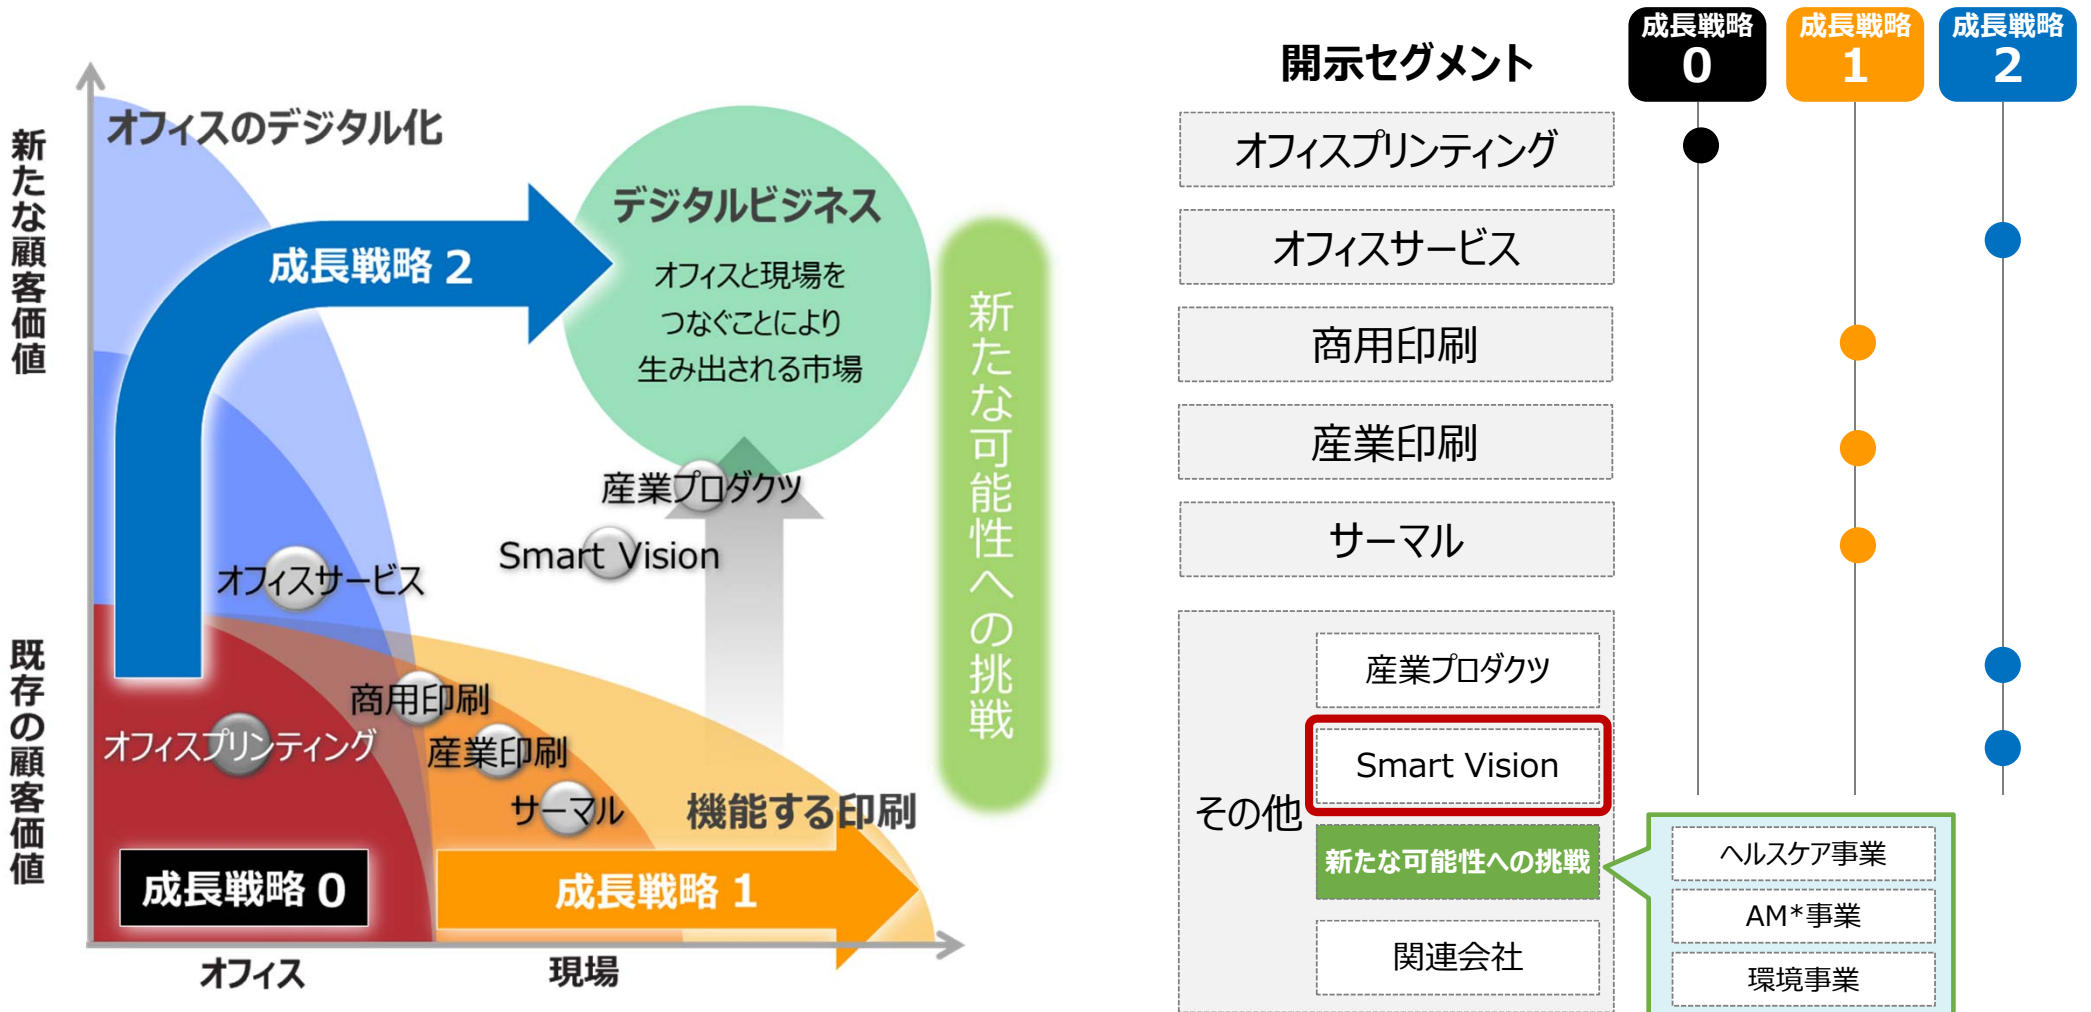 新たな顧客価値
既存の顧客価値
オフィスのデジタル化
成長戦略 2
デジタルビジネス
オフィスと現場を
つなぐことにより
生み出される市場
新たな可能性への挑戦
産業プロダクツ
Smart Vision
オフィスサービス
商用印刷
オフィスプリンティング
産業印刷
サーマル
機能する印刷
成長戦略 0
成長戦略 1
オフィス
現場
開示セグメント
成長戦略
0
成長戦略
1
成長戦略
2
オフィスプリンティング
オフィスサービス
商用印刷
産業印刷
サーマル
その他
産業プロダクツ
Smart Vision
新たな可能性への挑戦
関連会社
ヘルスケア事業
AM*事業
環境事業